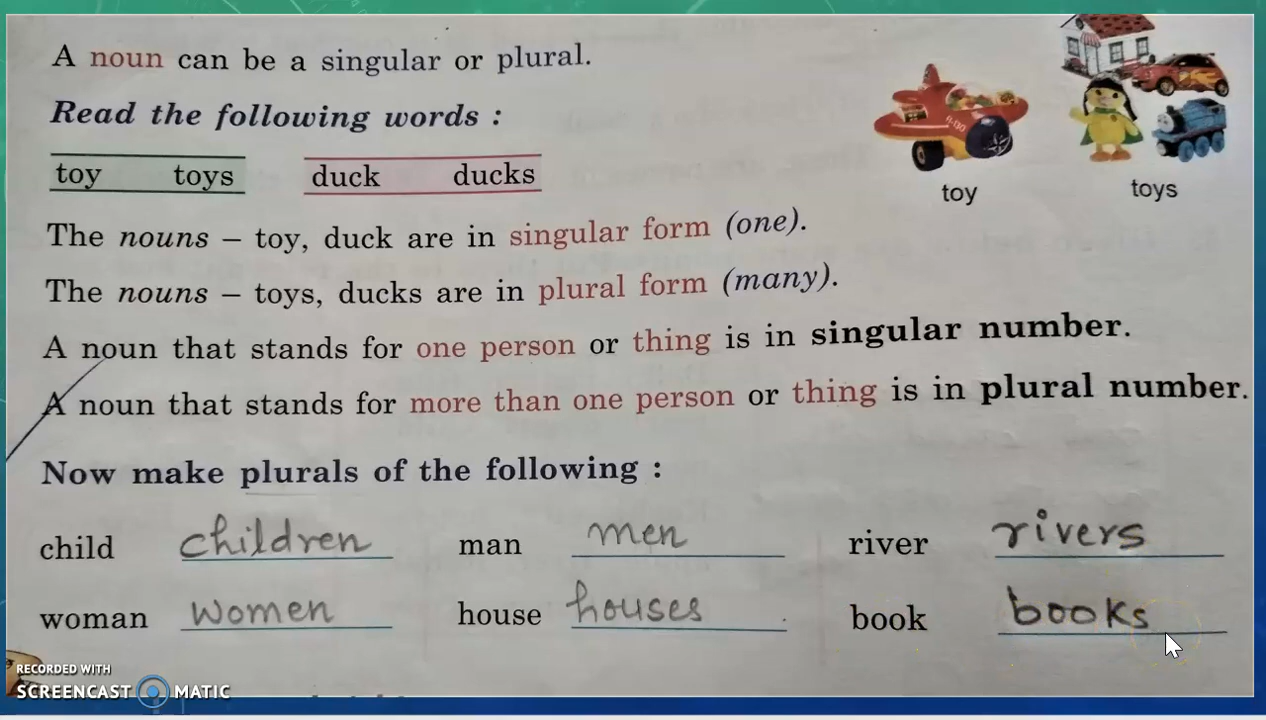 A noun can be a singular or plural.
Read the following words :
toy toys duck ducks
toy toys
The nouns – toy, duck are in singular form (one).
The nouns – toys, ducks are in plural form (many).
A noun that stands for one person or thing is in singular number.
A noun that stands for more than one person or thing is in plural number.
Now make plurals of the following :
child children man men river rivers
woman women house houses book books
RECORDED WITH
SCREENCAST MATIC